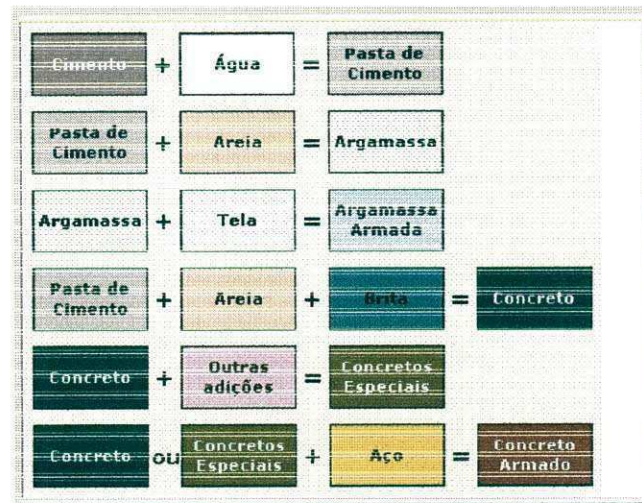 Cimento + Água = Pasta de Cimento
Pasta de Cimento + Areia = Argamassa
Argamassa + Tela = Argamassa Armada
Pasta de Cimento + Areia + Brita = Concreto
Concreto + Outras adições = Concretos Especiais
Concreto ou Concretos Especiais + Aço = Concreto Armado